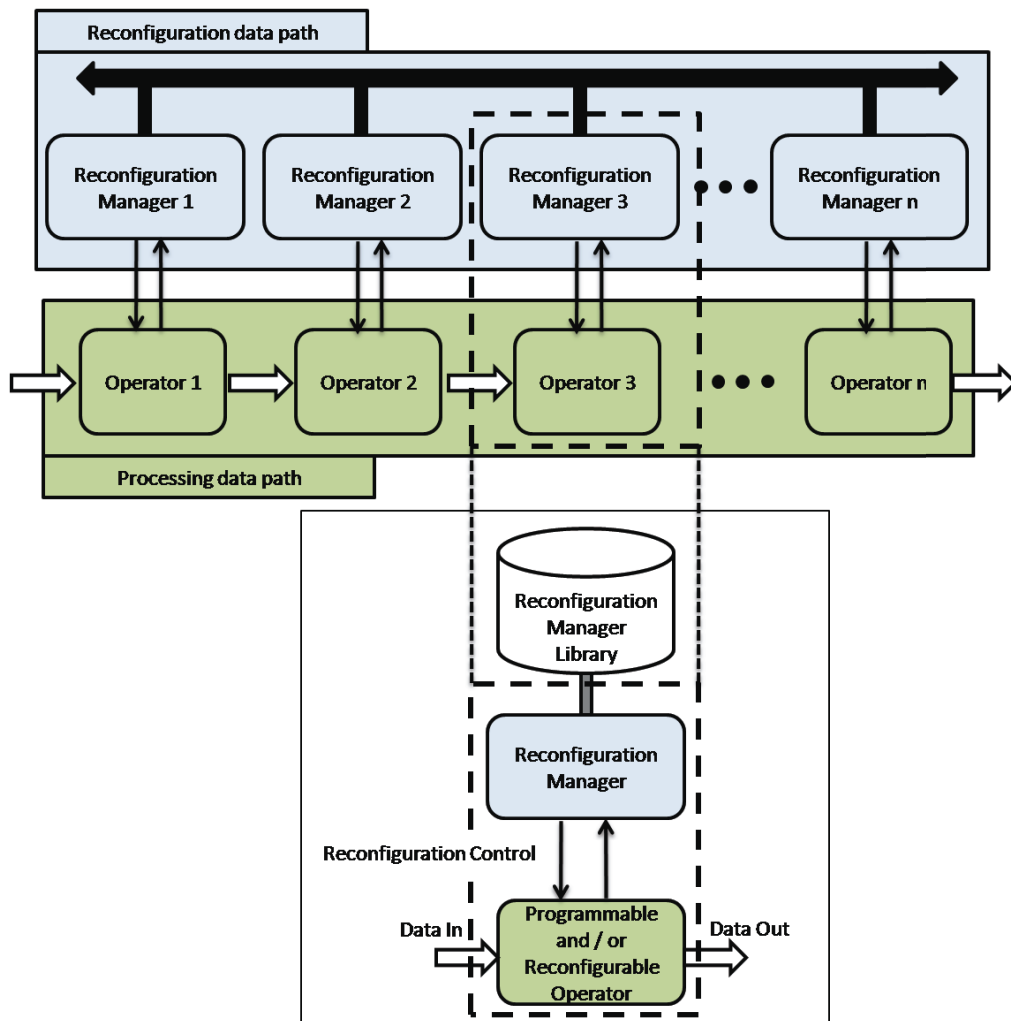 Reconfiguration data path
Reconfiguration
Manager 1
Reconfiguration
Manager 2
Reconfiguration
Manager 3
Reconfiguration
Manager n
Operator 1
Operator 2
Operator 3
Operator n
Processing data path
Reconfiguration
Manager
Library
Reconfiguration
Manager
Reconfiguration Control
Data In
Programmable
and / or
Reconfigurable
Operator
Data Out